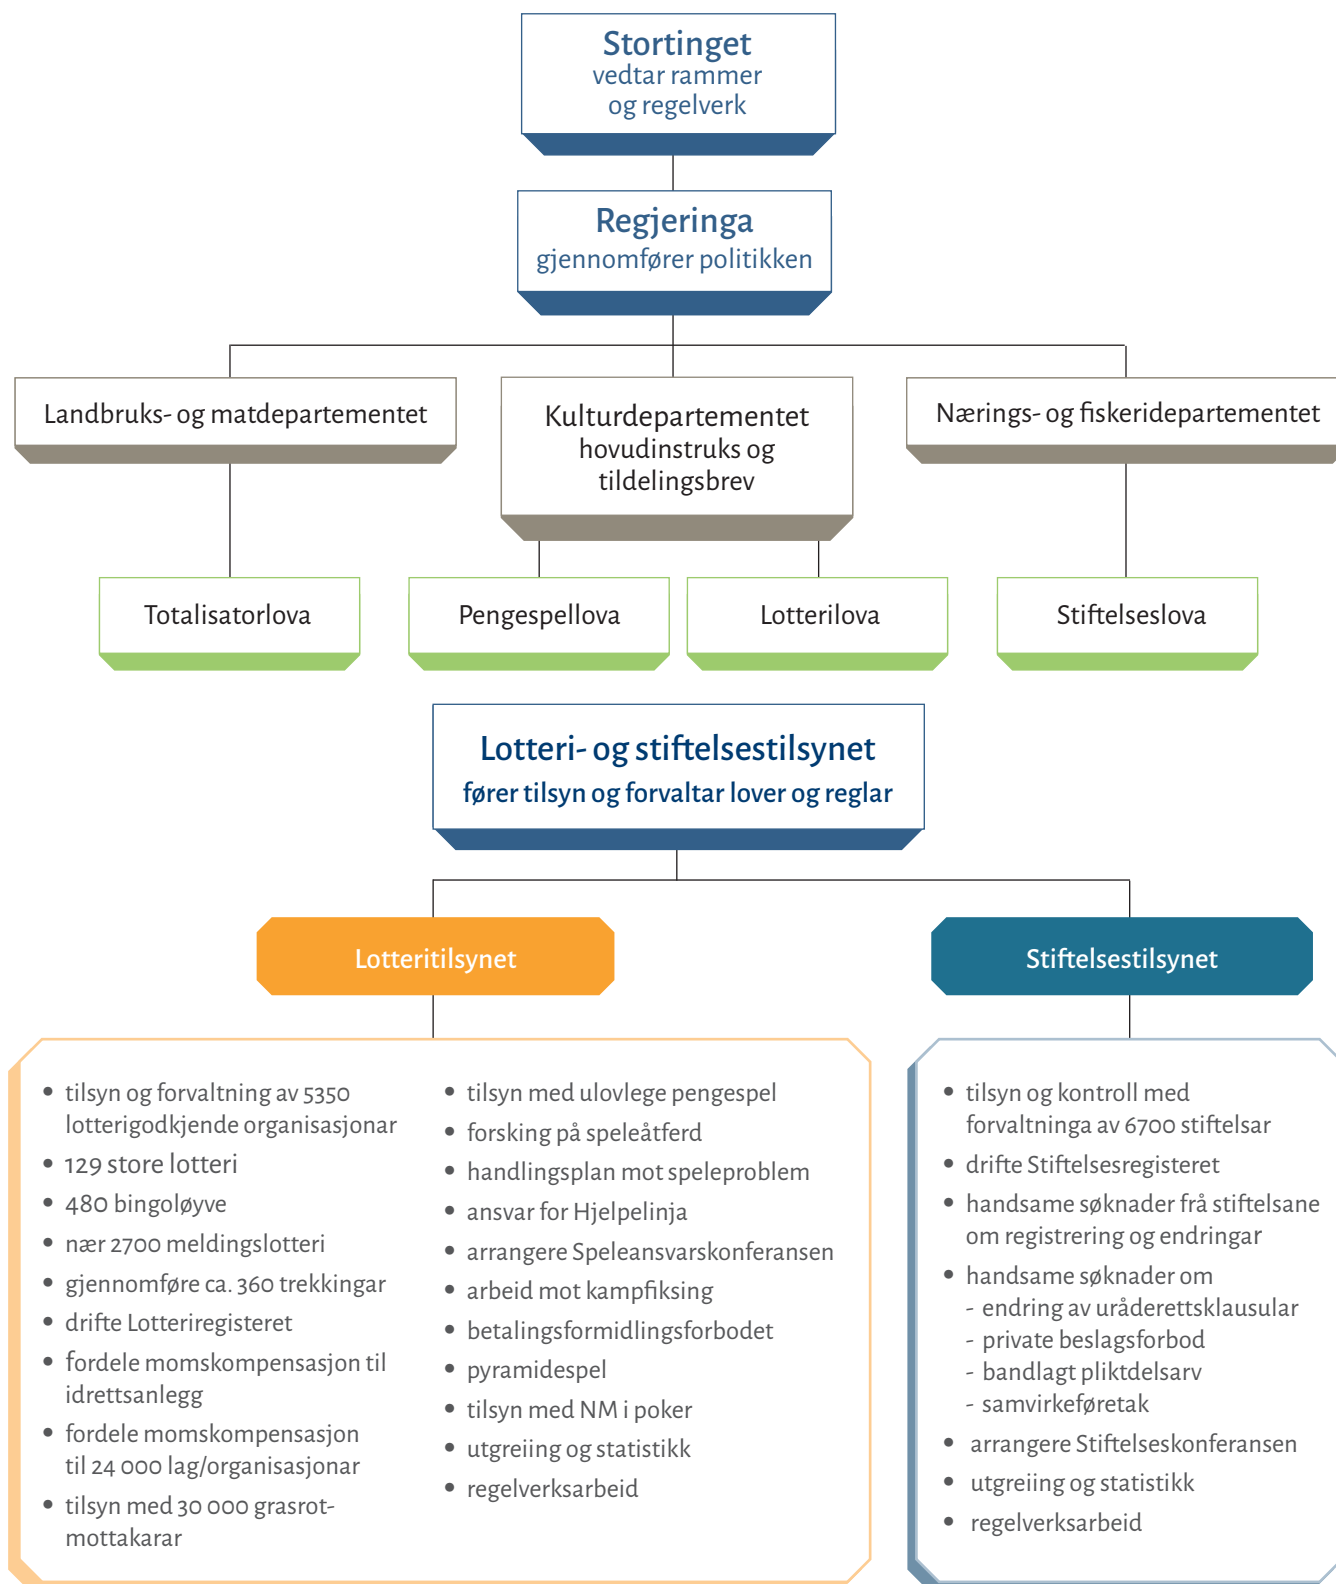 Stortinget
vedtar rammer
og regelverk
Regjeringa
gjennomfører politikken
Landbruks- og matdepartementet
Kulturdepartementet
hovudinstruks og
tildelingsbrev
Nærings- og fiskeridepartementet
Totalisatorlova
Pengespellova
Lotterilova
Stiftelseslova
Lotteri- og stiftelsestilsynet
fører tilsyn og forvaltar lover og reglar
Lotteritilsynet
Stiftelsestilsynet
• tilsyn og forvaltning av 5350
lotterigodkjende organisasjonar
• 129 store lotteri
• 480 bingoløyve
• nær 2700 meldingslotteri
• gjennomføre ca. 360 trekkingar
• drifte Lotteriregisteret
• fordele momskompensasjon til
idrettsanlegg
• fordele momskompensasjon
til 24 000 lag/organisasjonar
• tilsyn med 30 000 grasrot-
mottakarar
• tilsyn med ulovlege pengespel
• forsking på speleåtferd
• handlingsplan mot speleproblem
• ansvar for Hjelpelinja
• arrangere Speleansvarskonferansen
• arbeid mot kampfiksing
• betalingsformidlingsforbodet
• pyramidespel
• tilsyn med NM i poker
• utgreiing og statistikk
• regelverksarbeid
• tilsyn og kontroll med
forvaltninga av 6700 stiftelsar
• drifte Stiftelsesregisteret
• handsame søknader frå stiftelsane
om registrering og endringar
• handsame søknader om
- endring av uråderettsklausular
- private beslagsforbod
- bandlagt pliktdelsarv
- samvirkeføretak
• arrangere Stiftelseskonferansen
• utgreiing og statistikk
• regelverksarbeid